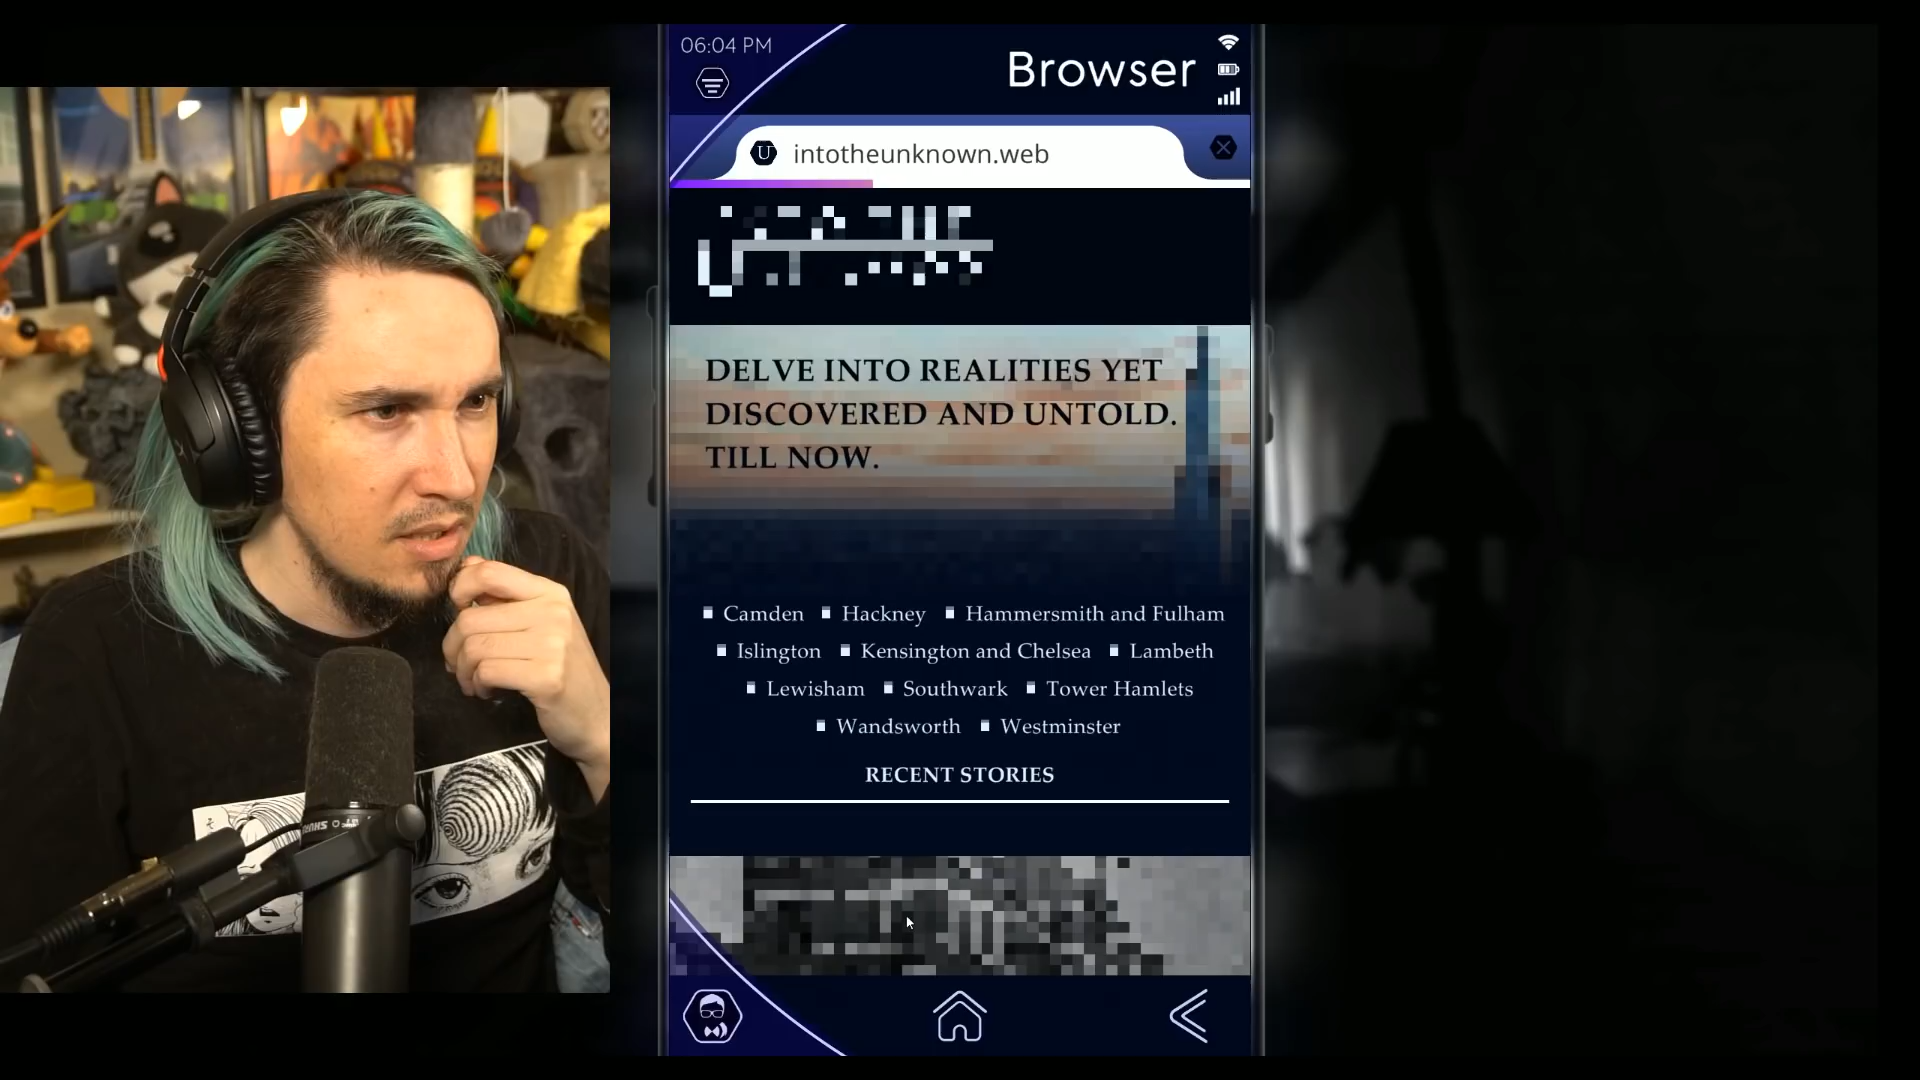 06:04 PM
Browser
U intotheunknown.web
DELVE INTO REALITIES YET
DISCOVERED AND UNTOLD.
TILL NOW.
Camden Hackney Hammersmith and Fulham
Islington Kensington and Chelsea Lambeth
Lewisham Southwark Tower Hamlets
Wandsworth Westminster
RECENT STORIES
SHURE